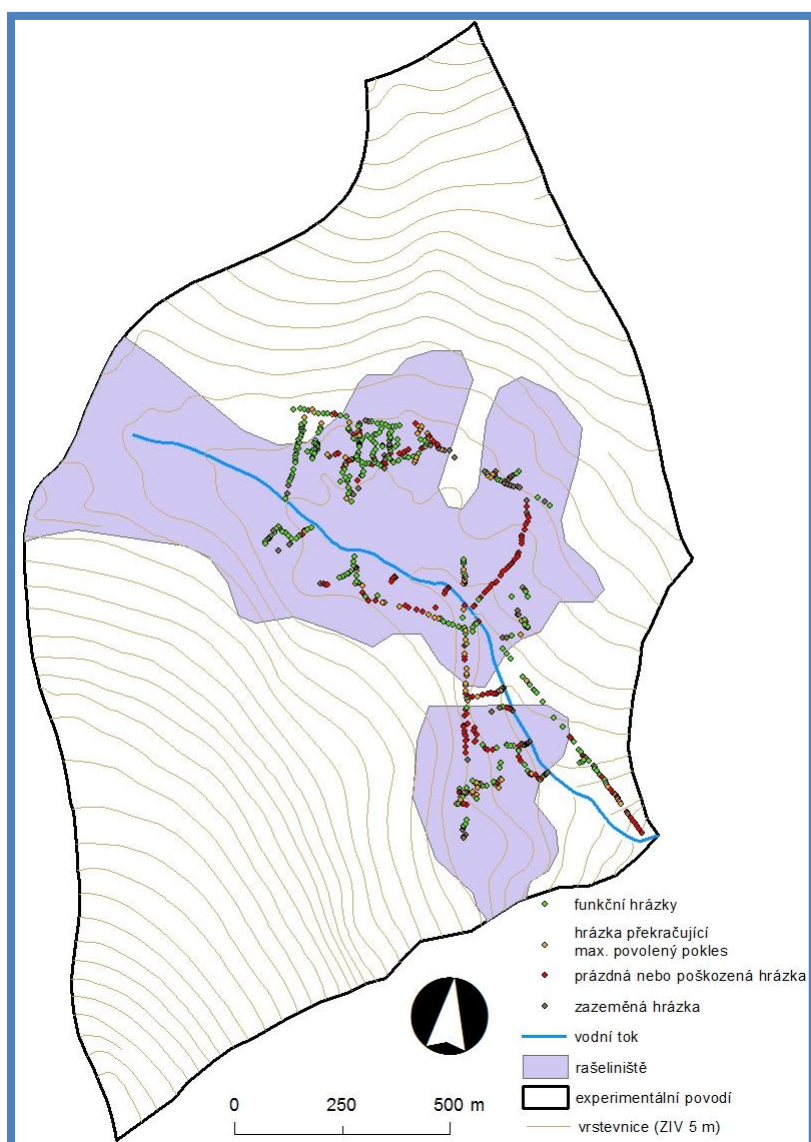 funkční hrázky
hrázka překračující
max. povolený pokles
prázdná nebo poškozená hrázka
zazeměná hrázka
vodní tok
rašeliniště
experimentální povodí
vrstevnice (ZIV 5 m)
0 250 500 m